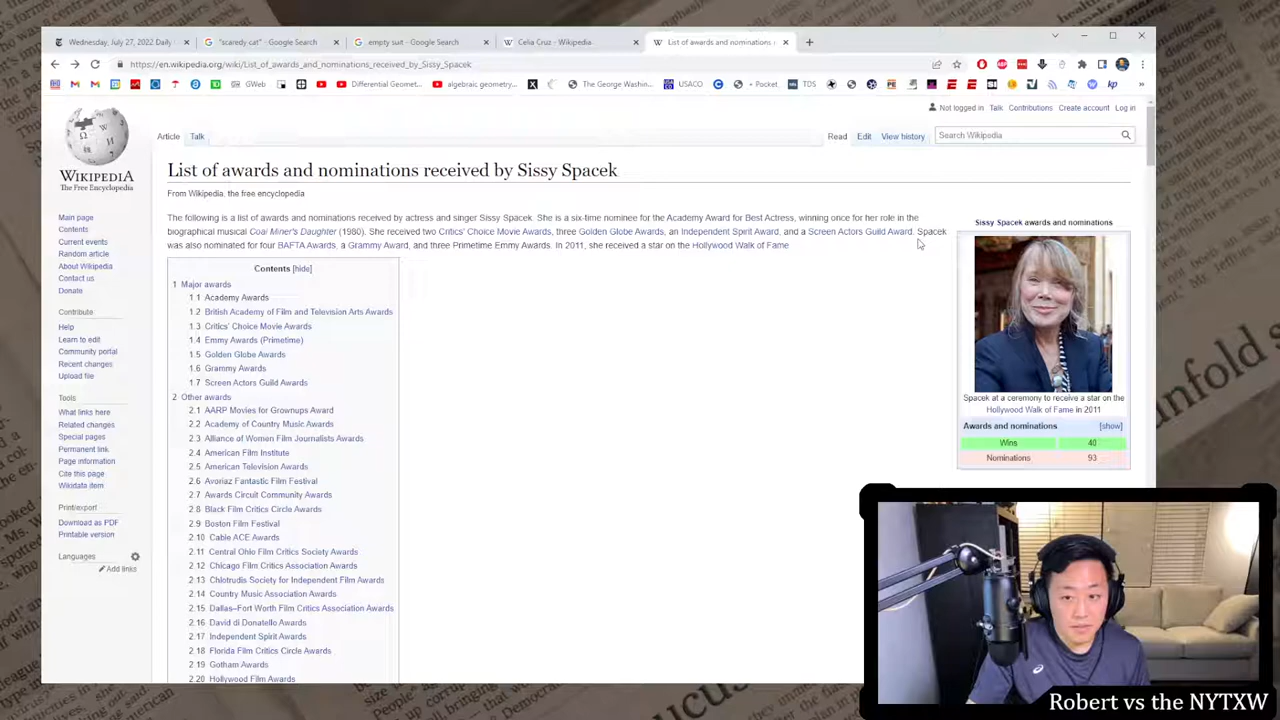 Wednesday, July 27, 2022 Daily
"scaredy cat" - Google Search
empty suit - Google Search
Celia Cruz - Wikipedia
List of awards and nominations r
https://en.wikipedia.org/wiki/List_of_awards_and_nominations_received_by_Sissy_Spacek
GWeb
Differential Geomet...
algebraic geometry...
The George Washin...
USACO
+ Pocket
TDS
Not logged in Talk Contributions Create account Log in
Article Talk
Read Edit View history
Search Wikipedia
WIKIPEDIA
The Free Encyclopedia
Main page
Contents
Current events
Random article
About Wikipedia
Contact us
Donate
Contribute
Help
Learn to edit
Community portal
Recent changes
Upload file
Tools
What links here
Related changes
Special pages
Permanent link
Page information
Cite this page
Wikidata item
Print/export
Download as PDF
Printable version
Languages
Add links
List of awards and nominations received by Sissy Spacek
From Wikipedia, the free encyclopedia
The following is a list of awards and nominations received by actress and singer Sissy Spacek. She is a six-time nominee for the Academy Award for Best Actress, winning once for her role in the
biographical musical Coal Miner's Daughter (1980). She received two Critics' Choice Movie Awards, three Golden Globe Awards, an Independent Spirit Award, and a Screen Actors Guild Award. Spacek
was also nominated for four BAFTA Awards, a Grammy Award, and three Primetime Emmy Awards. In 2011, she received a star on the Hollywood Walk of Fame
Contents [hide]
1 Major awards
1.1 Academy Awards
1.2 British Academy of Film and Television Arts Awards
1.3 Critics' Choice Movie Awards
1.4 Emmy Awards (Primetime)
1.5 Golden Globe Awards
1.6 Grammy Awards
1.7 Screen Actors Guild Awards
2 Other awards
2.1 AARP Movies for Grownups Award
2.2 Academy of Country Music Awards
2.3 Alliance of Women Film Journalists Awards
2.4 American Film Institute
2.5 American Television Awards
2.6 Avoriaz Fantastic Film Festival
2.7 Awards Circuit Community Awards
2.8 Black Film Critics Circle Awards
2.9 Boston Film Festival
2.10 Cable ACE Awards
2.11 Central Ohio Film Critics Society Awards
2.12 Chicago Film Critics Association Awards
2.13 Chlotrudis Society for Independent Film Awards
2.14 Country Music Association Awards
2.15 Dallas–Fort Worth Film Critics Association Awards
2.16 David di Donatello Awards
2.17 Independent Spirit Awards
2.18 Florida Film Critics Circle Awards
2.19 Gotham Awards
2.20 Hollywood Film Awards
Sissy Spacek awards and nominations
Spacek at a ceremony to receive a star on the
Hollywood Walk of Fame in 2011
Awards and nominations [show]
Wins 40
Nominations 93
Robert vs the NYTXW